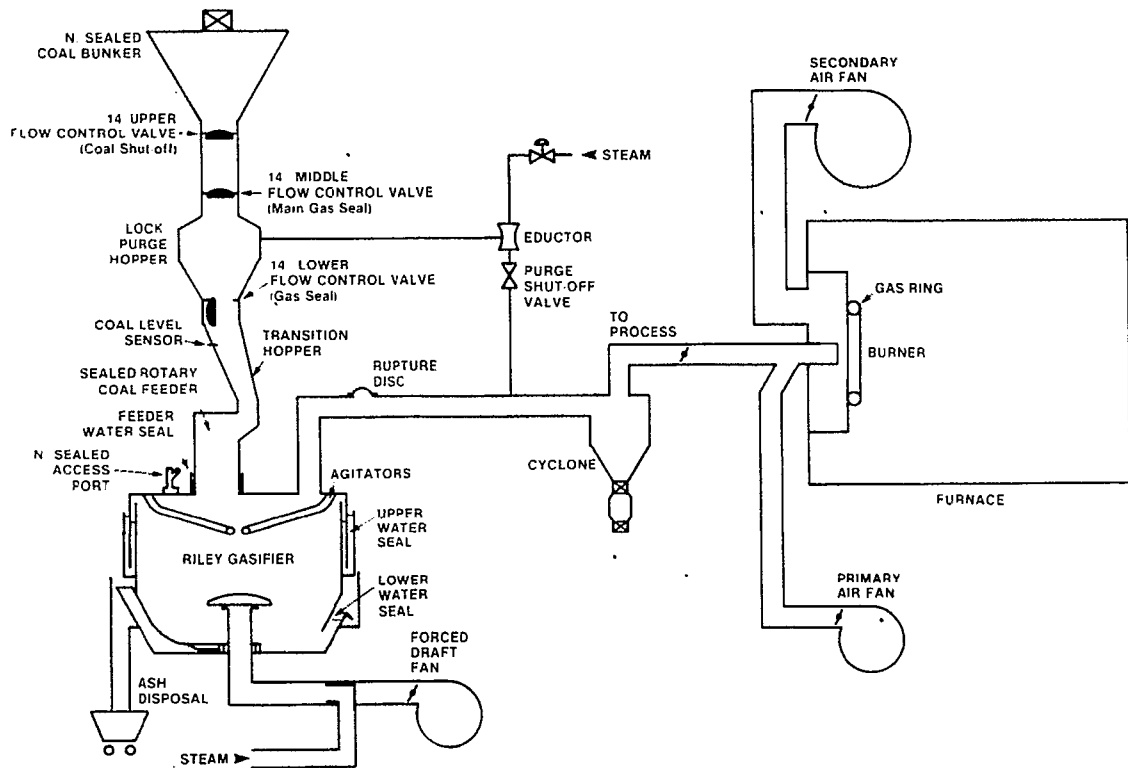 N. SEALED
COAL BUNKER
14 UPPER
FLOW CONTROL VALVE
(Coal Shut-off)
14 MIDDLE
FLOW CONTROL VALVE
(Main Gas Seal)
LOCK
PURGE
HOPPER
14 LOWER
FLOW CONTROL VALVE
(Gas Seal)
COAL LEVEL
SENSOR
TRANSITION
HOPPER
SEALED ROTARY
COAL FEEDER
FEEDER
WATER SEAL
N SEALED
ACCESS
PORT
STEAM
EDUCTOR
PURGE
SHUT-OFF
VALVE
RUPTURE
DISC
AGITATORS
UPPER
WATER
SEAL
RILEY GASIFIER
LOWER
WATER
SEAL
FORCED
DRAFT
FAN
ASH
DISPOSAL
STEAM
CYCLONE
TO
PROCESS
SECONDARY
AIR FAN
GAS RING
BURNER
FURNACE
PRIMARY
AIR FAN